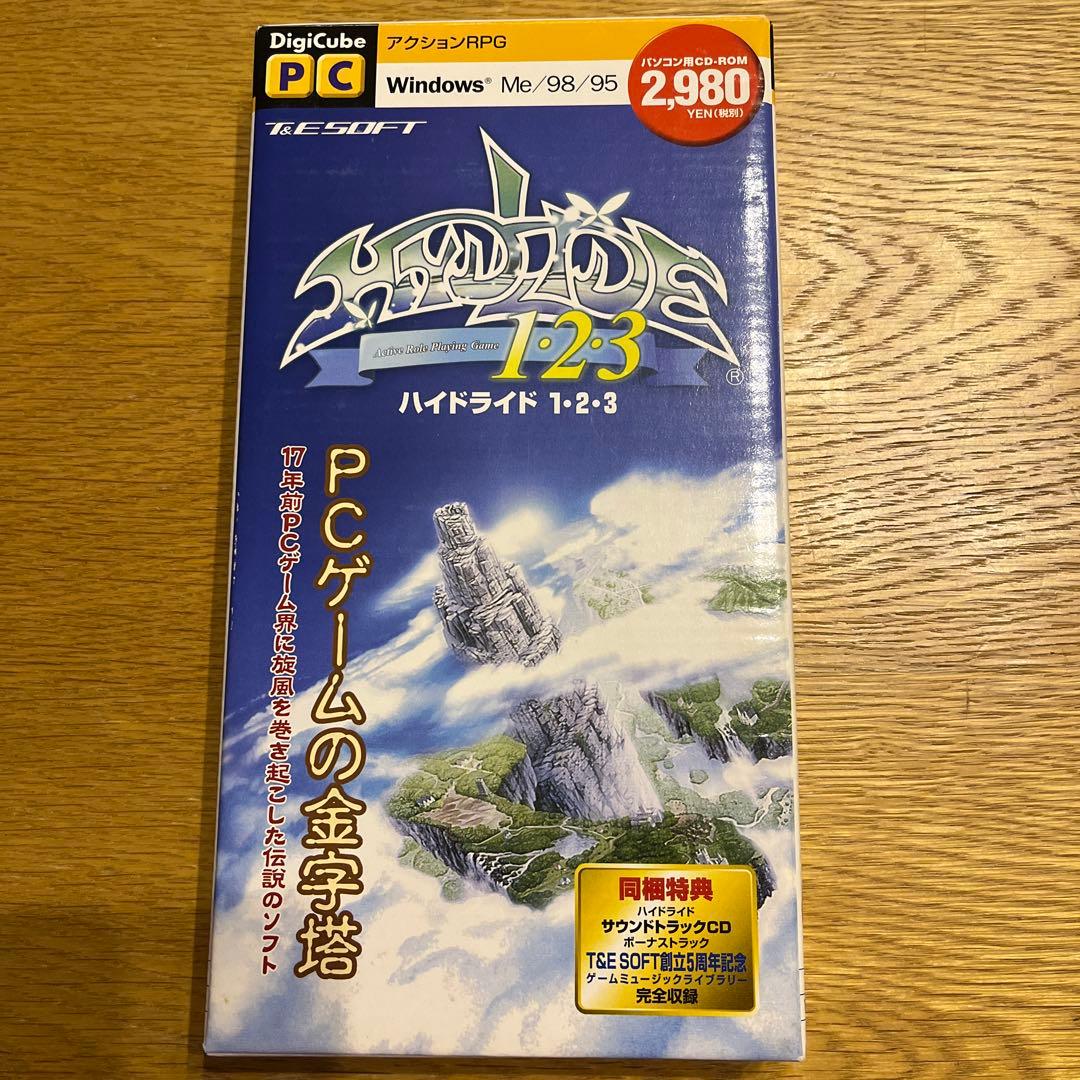 DigiCube
PC
アクションRPG
Windows® Me/98/95
パソコン用CD-ROM
2,980
YEN(税別)
T&E SOFT
HYDLIDE
Active Role Playing Game
1・2・3
®
ハイドライド 1・2・3
PCゲームの金字塔
17年前PCゲーム界に旋風を巻き起こした伝説のソフト
同梱特典
ハイドライド
サウンドトラックCD
ボーナストラック
T&E SOFT創立5周年記念
ゲームミュージックライブラリー
完全収録